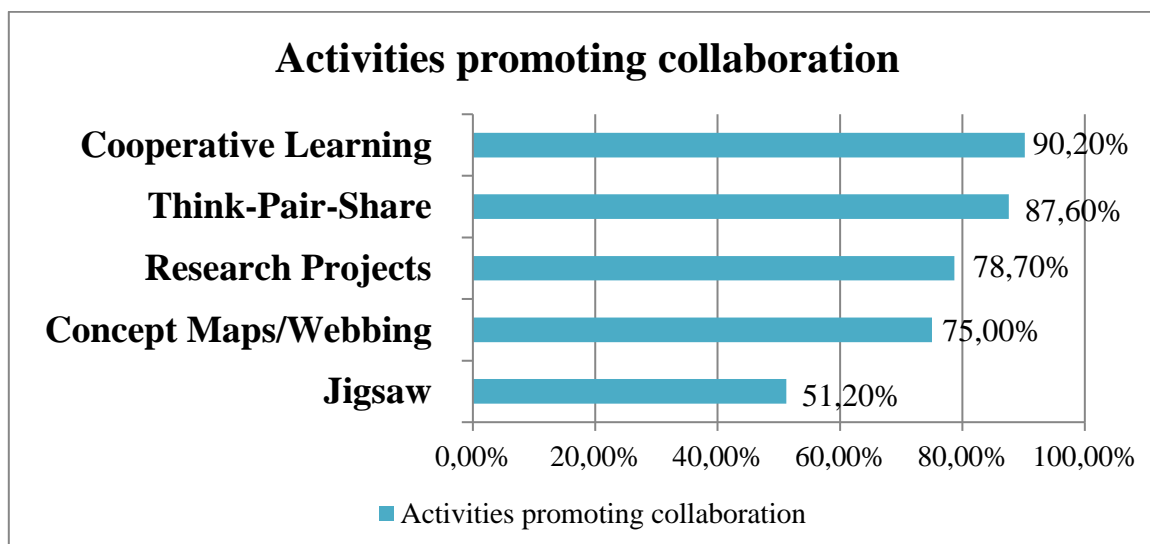 Activities promoting collaboration
Cooperative Learning 90,20%
Think-Pair-Share 87,60%
Research Projects 78,70%
Concept Maps/Webbing 75,00%
Jigsaw 51,20%
0,00% 20,00% 40,00% 60,00% 80,00% 100,00%
Activities promoting collaboration